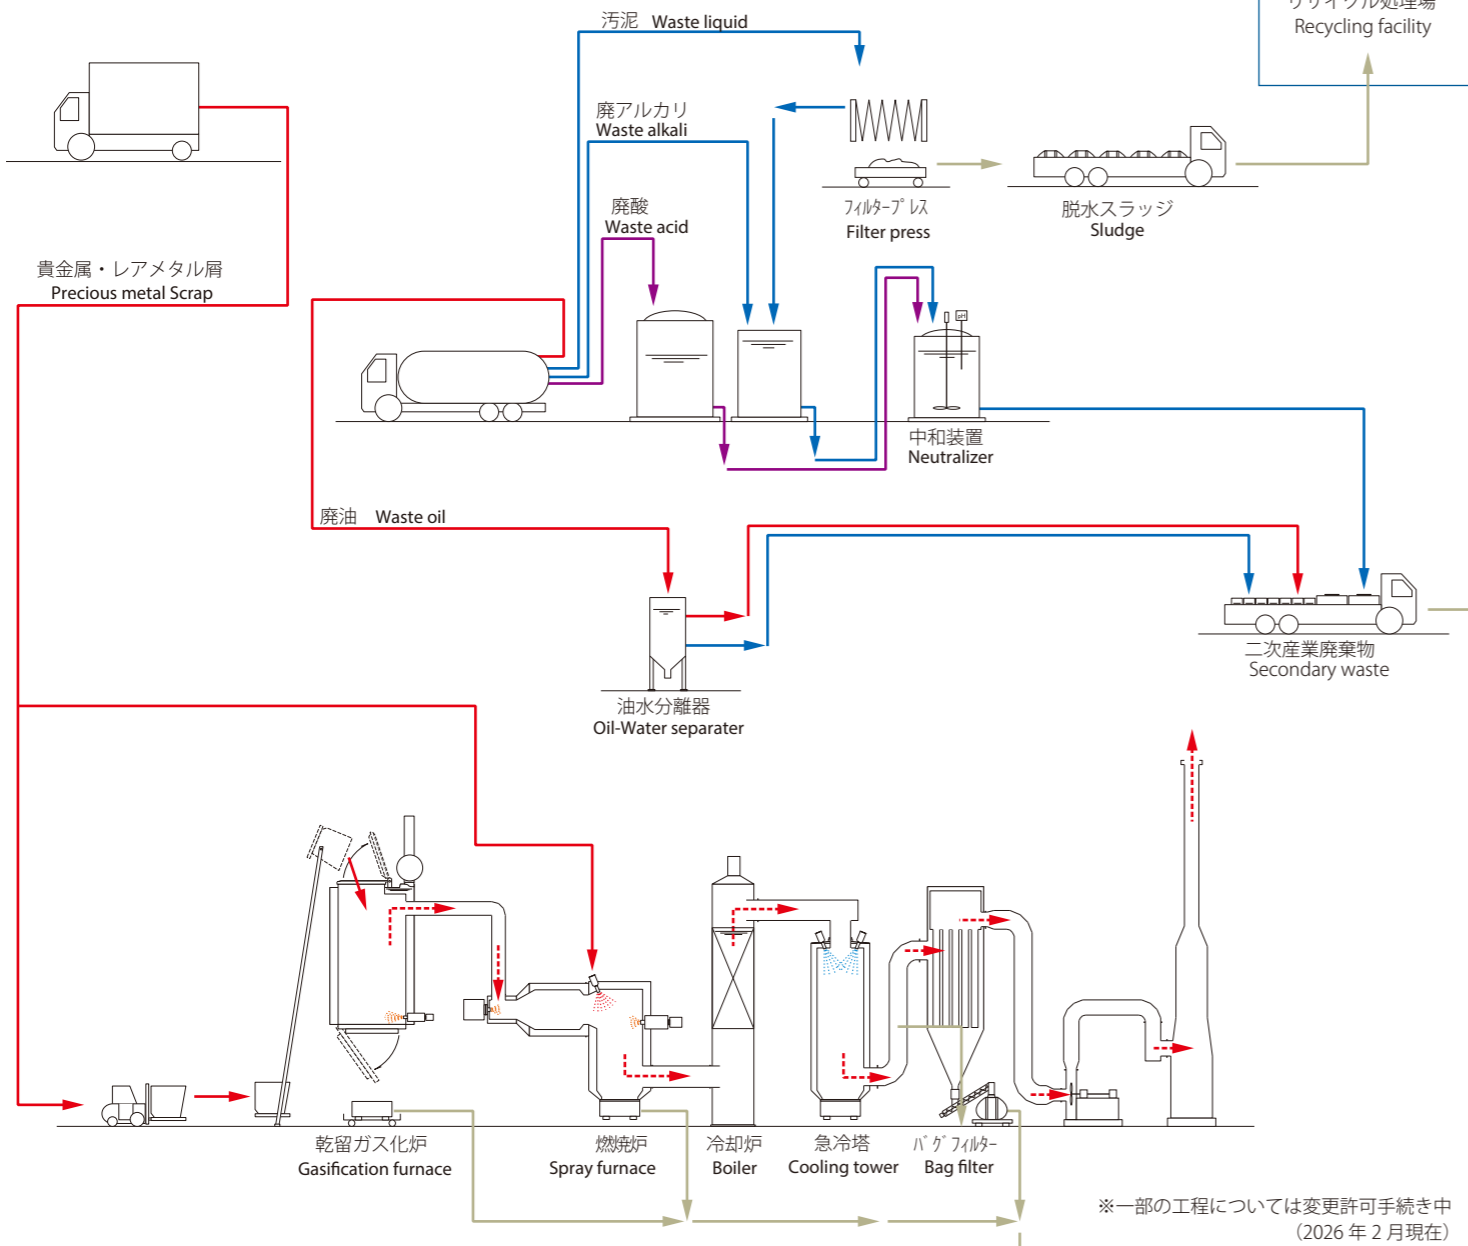 汚泥 Waste liquid
リサイクル処理場
Recycling facility
廃アルカリ
Waste alkali
廃酸
Waste acid
フィルタープレス
Filter press
脱水スラッジ
Sludge
貴金属・レアメタル屑
Precious metal Scrap
pH
中和装置
Neutralizer
廃油 Waste oil
二次産業廃棄物
Secondary waste
油水分離器
Oil-Water separater
乾留ガス化炉
Gasification furnace
燃焼炉
Spray furnace
冷却炉
Boiler
急冷塔
Cooling tower
バグフィルター
Bag filter
※一部の工程については変更許可手続き中
（2026 年 2 月現在）